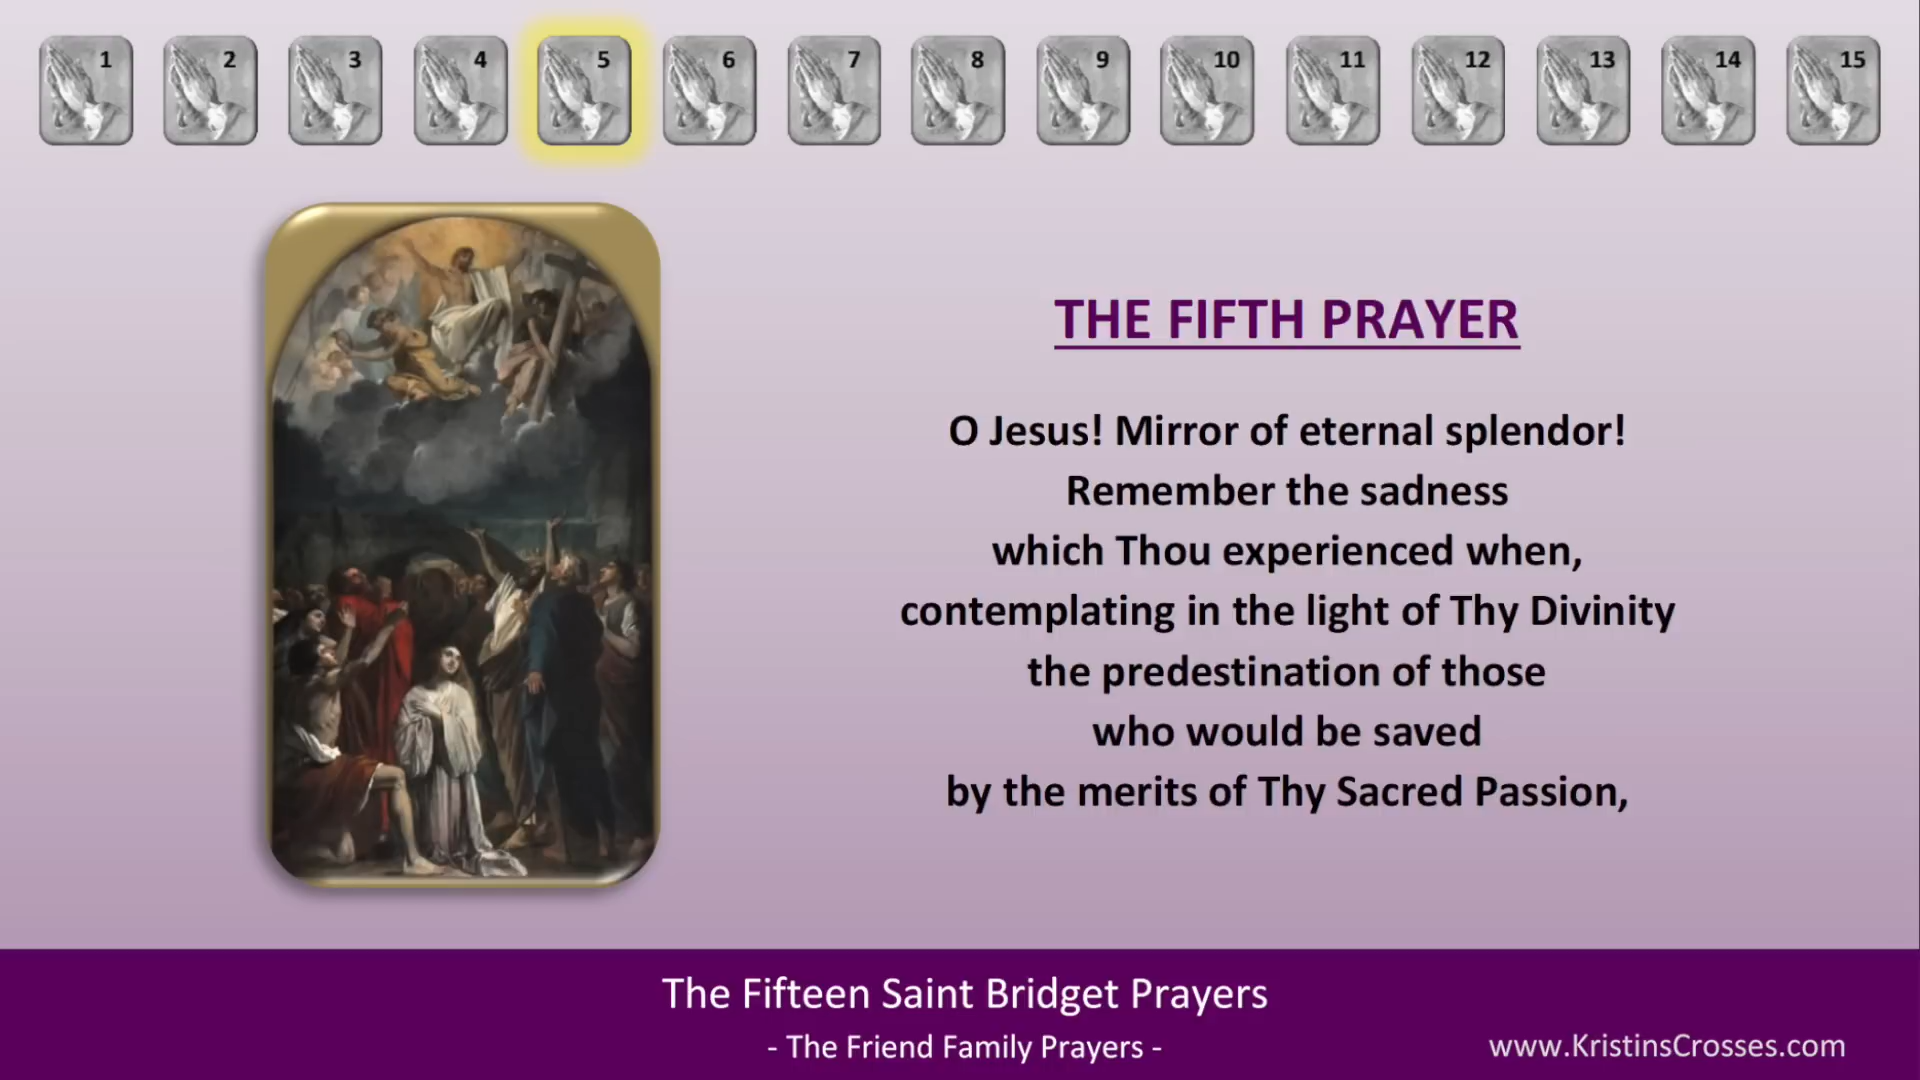 1 2 3 4 5 6 7 8 9 10 11 12 13 14 15
THE FIFTH PRAYER
O Jesus! Mirror of eternal splendor!
Remember the sadness
which Thou experienced when,
contemplating in the light of Thy Divinity
the predestination of those
who would be saved
by the merits of Thy Sacred Passion,
The Fifteen Saint Bridget Prayers
- The Friend Family Prayers -
www.KristinsCrosses.com